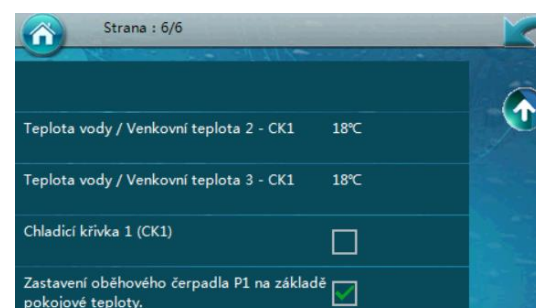 Strana : 6/6
Teplota vody / Venkovní teplota 2 - CK1 18℃
Teplota vody / Venkovní teplota 3 - CK1 18℃
Chladicí křivka 1 (CK1)
Zastavení oběhového čerpadla P1 na základě
pokojové teploty.